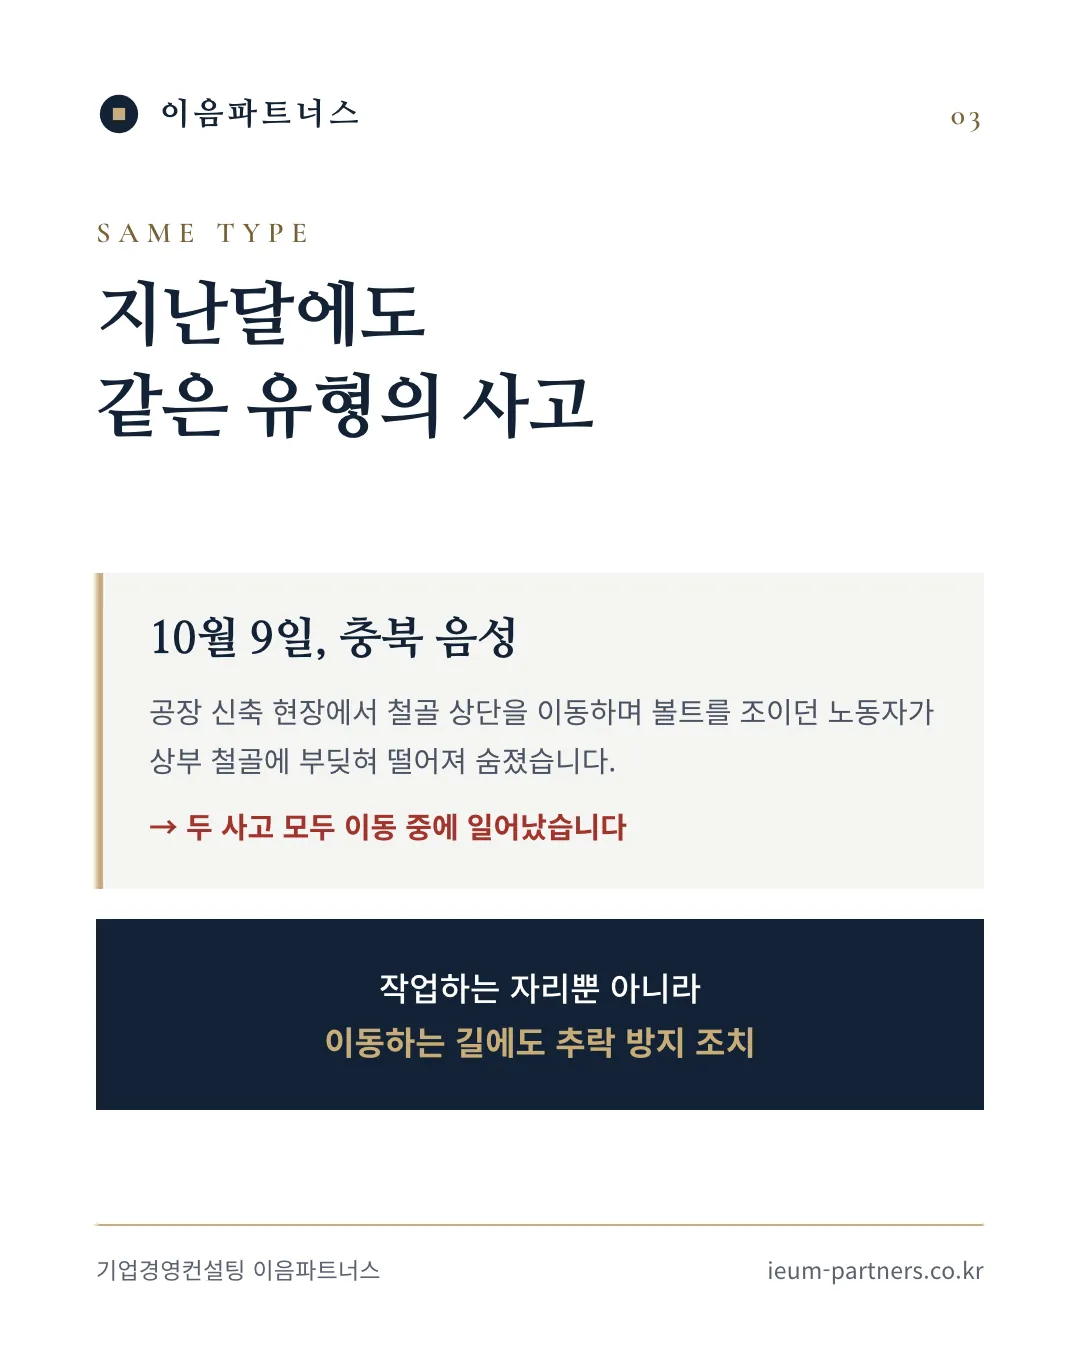 이음파트너스
03
SAME TYPE
지난달에도
같은 유형의 사고
10월 9일, 충북 음성
공장 신축 현장에서 철골 상단을 이동하며 볼트를 조이던 노동자가
상부 철골에 부딪혀 떨어져 숨졌습니다.
→ 두 사고 모두 이동 중에 일어났습니다
작업하는 자리뿐 아니라
이동하는 길에도 추락 방지 조치
기업경영컨설팅 이음파트너스
ieum-partners.co.kr